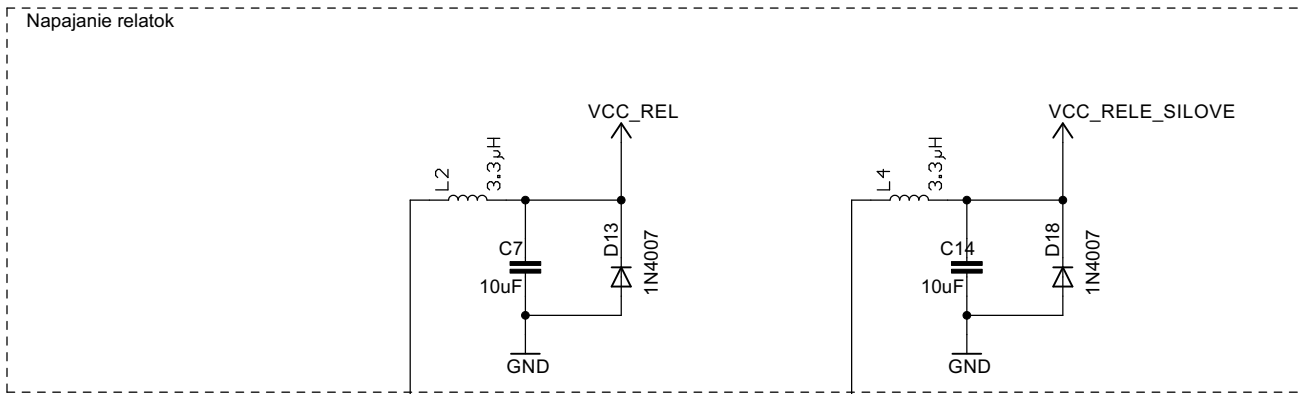 Napajanie relatok
VCC_REL
L2
3.3µH
C7
10uF
D13
1N4007
GND
VCC_RELE_SILOVE
L4
3.3µH
C14
10uF
D18
1N4007
GND